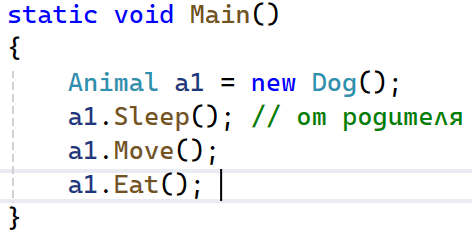 static void Main()
{
Animal a1 = new Dog();
a1.Sleep(); // от родителя
a1.Move();
a1.Eat();
}